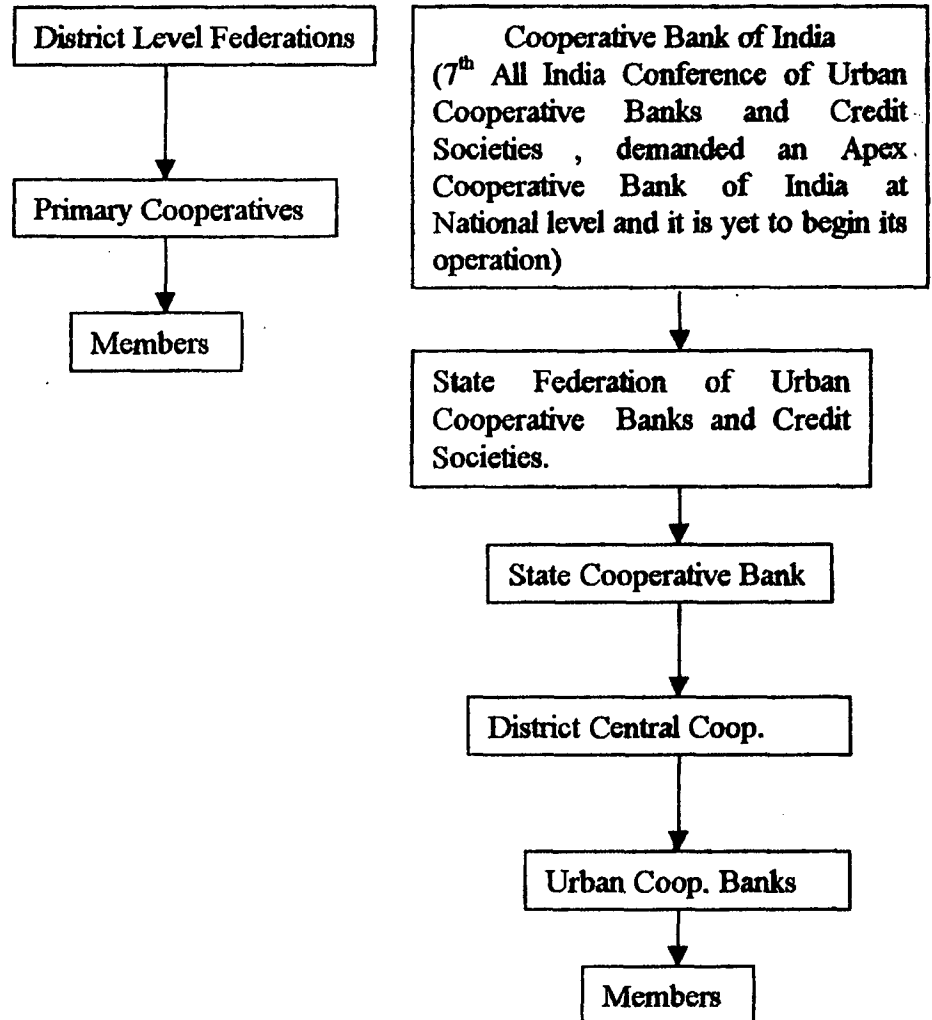 District Level Federations
Primary Cooperatives
Members
Cooperative Bank of India
(7th All India Conference of Urban
Cooperative Banks and Credit
Societies , demanded an Apex
Cooperative Bank of India at
National level and it is yet to begin its
operation)
State Federation of Urban
Cooperative Banks and Credit
Societies.
State Cooperative Bank
District Central Coop.
Urban Coop. Banks
Members